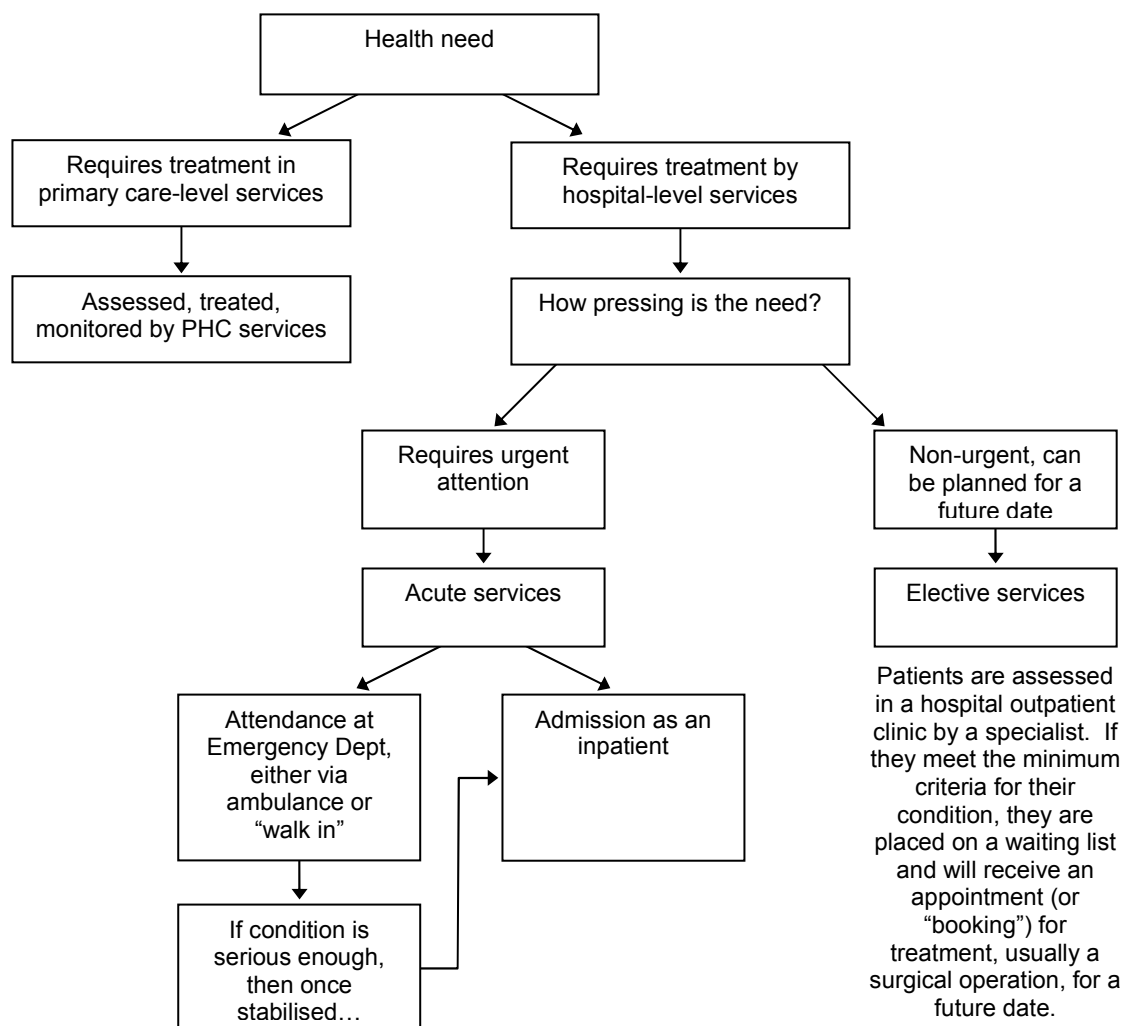 Health need
Requires treatment in
primary care-level services
Requires treatment by
hospital-level services
Assessed, treated,
monitored by PHC services
How pressing is the need?
Requires urgent
attention
Non-urgent, can
be planned for a
future date
Acute services
Elective services
Attendance at
Emergency Dept,
either via
ambulance or
“walk in”
Admission as an
inpatient
Patients are assessed
in a hospital outpatient
clinic by a specialist.  If
they meet the minimum
criteria for their
condition, they are
placed on a waiting list
and will receive an
appointment (or
“booking”) for
treatment, usually a
surgical operation, for a
future date.
If condition is
serious enough,
then once
stabilised…